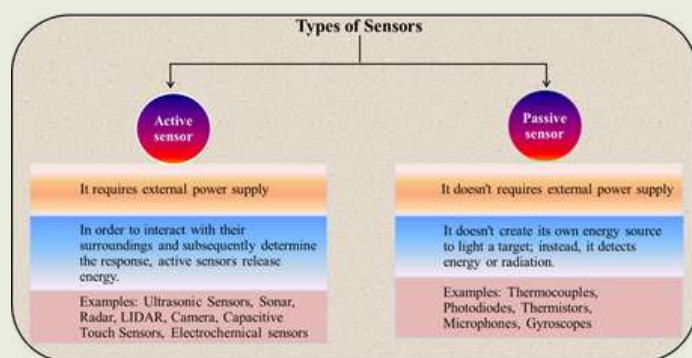 Types of Sensors
Active
sensor
It requires external power supply
In order to interact with their
surroundings and subsequently determine
the response, active sensors release
energy.
Examples: Ultrasonic Sensors, Sonar,
Radar, LIDAR, Camera, Capacitive
Touch Sensors, Electrochemical sensors
Passive
sensor
It doesn't requires external power supply
It doesn't create its own energy source
to light a target; instead, it detects
energy or radiation.
Examples: Thermocouples,
Photodiodes, Thermistors,
Microphones, Gyroscopes